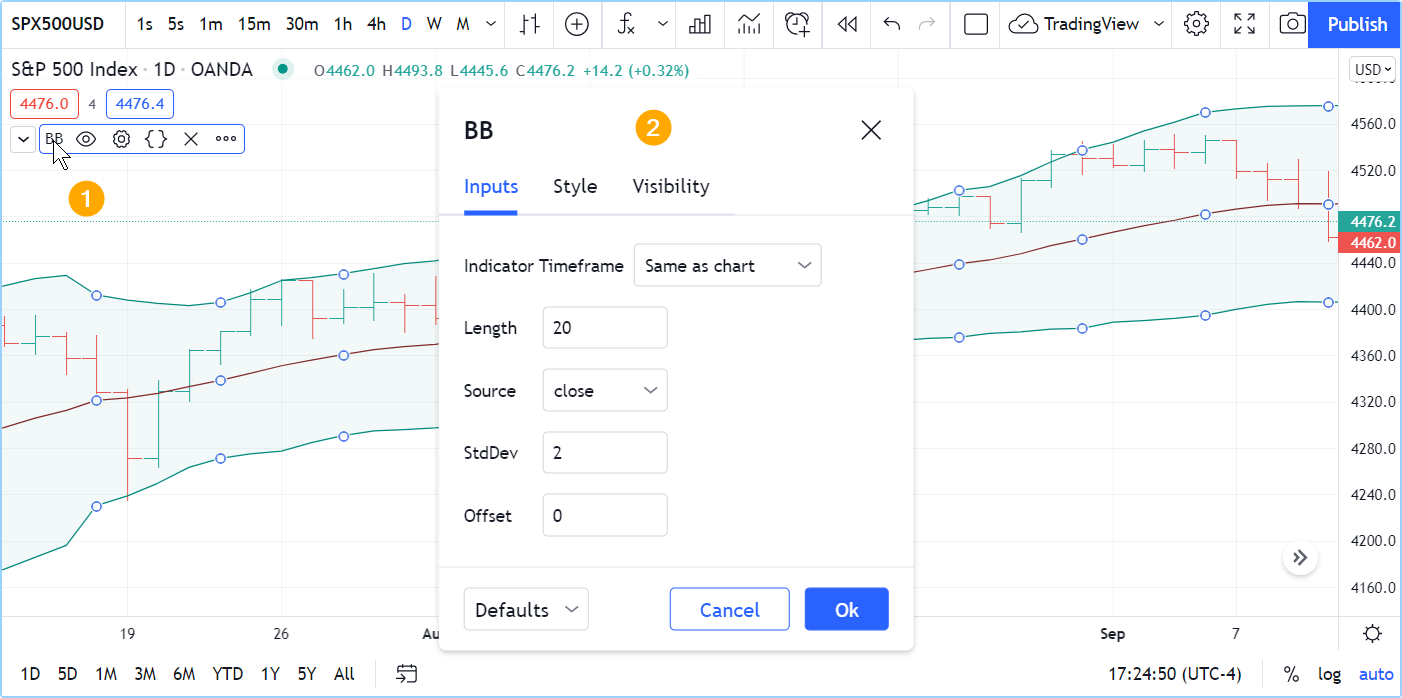 SPX500USD 1s 5s 1m 15m 30m 1h 4h D W M TradingView Publish
S&P 500 Index · 1D · OANDA O4462.0 H4493.8 L4445.6 C4476.2 +14.2 (+0.32%) USD
4476.0 4 4476.4
BB
1
BB
2
Inputs Style Visibility
Indicator Timeframe Same as chart
Length 20
Source close
StdDev 2
Offset 0
Defaults Cancel Ok
4560.0
4520.0
4476.2
4462.0
4440.0
4400.0
4360.0
4320.0
4280.0
4240.0
4200.0
4160.0
19 26 Au Sep 7
1D 5D 1M 3M 6M YTD 1Y 5Y All 17:24:50 (UTC-4) % log auto